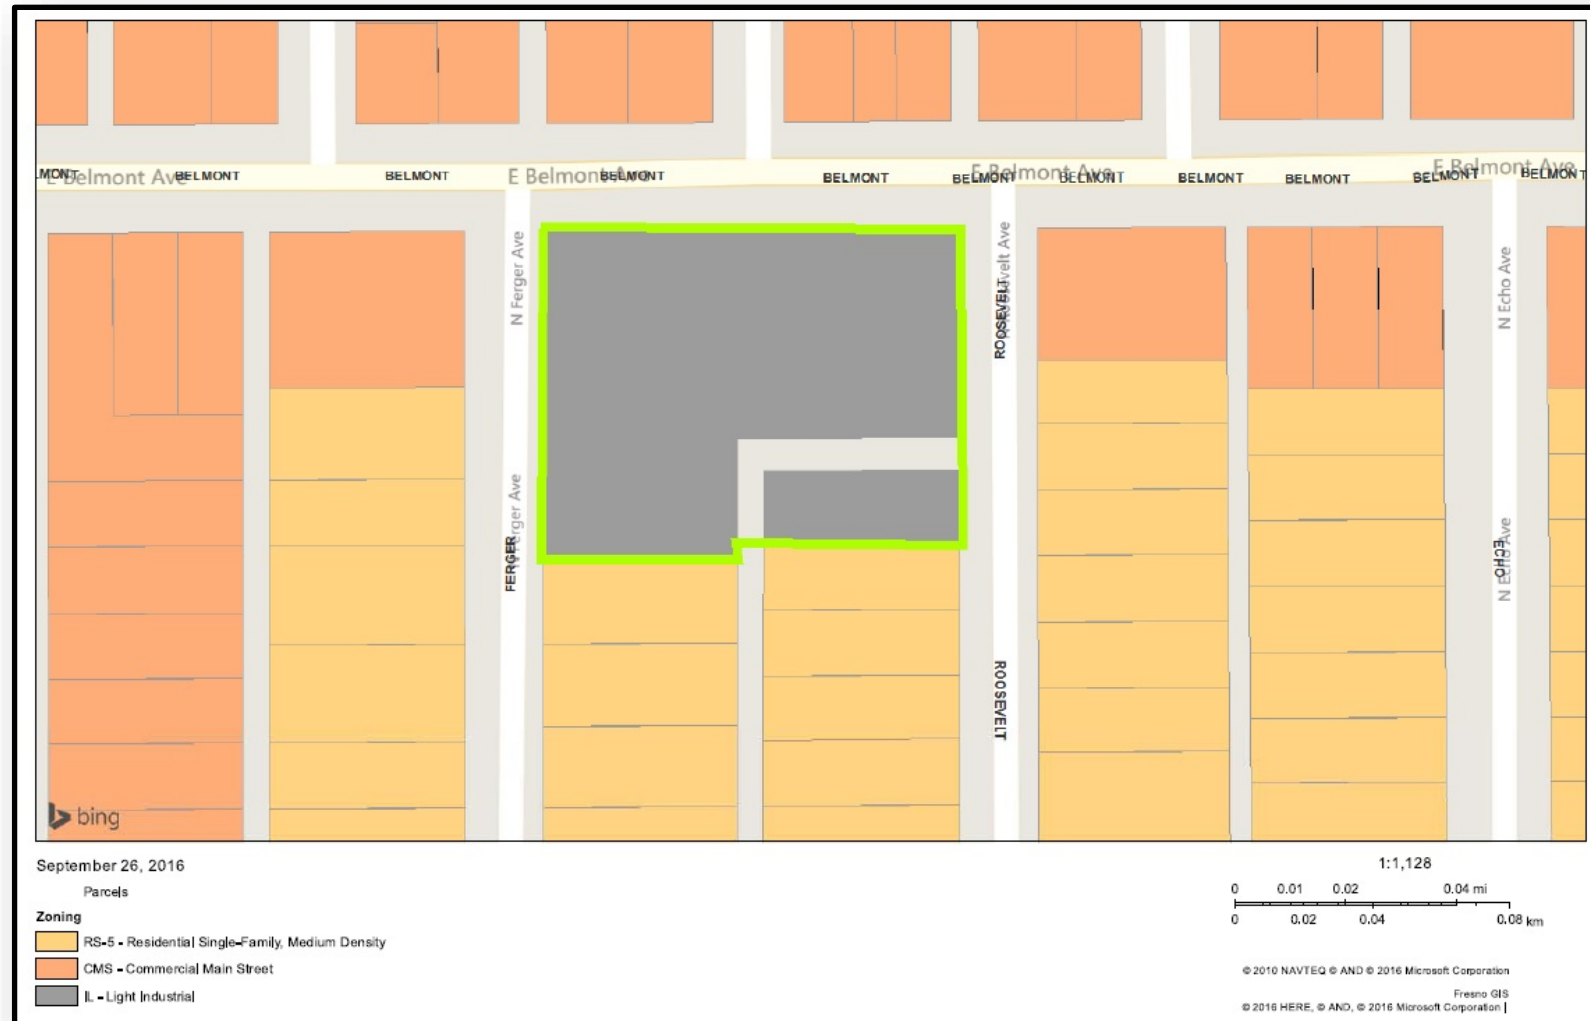 LMONT
E Belmont Ave
BELMONT
BELMONT
E Belmont Ave
BELMONT
BELMONT
BELMONT
E Belmont Ave
BELMONT
BELMONT
BELMONT
BELMONT
E Belmont Ave
BELMONT
N Ferger Ave
N Roosevelt Ave
ROOSEVELT
N Echo Ave
N Ferger Ave
FERGER
N Echo Ave
ECHO
ROOSEVELT
bing
September 26, 2016
Parcels
Zoning
RS-5 - Residential Single-Family, Medium Density
CMS - Commercial Main Street
IL - Light Industrial
1:1,128
0 0.01 0.02 0.04 mi
0 0.02 0.04 0.08 km
© 2010 NAVTEQ © AND © 2016 Microsoft Corporation
Fresno GIS
© 2016 HERE, © AND, © 2016 Microsoft Corporation |